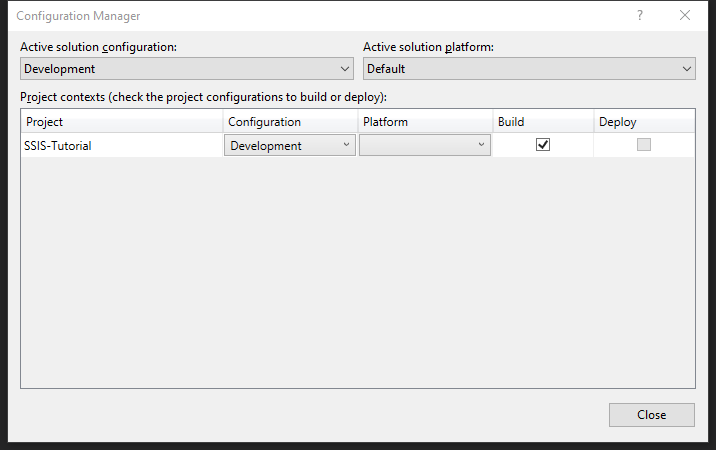 Configuration Manager ? ×
Active solution configuration: Active solution platform:
Development Default
Project contexts (check the project configurations to build or deploy):
Project Configuration Platform Build Deploy
SSIS-Tutorial Development
Close